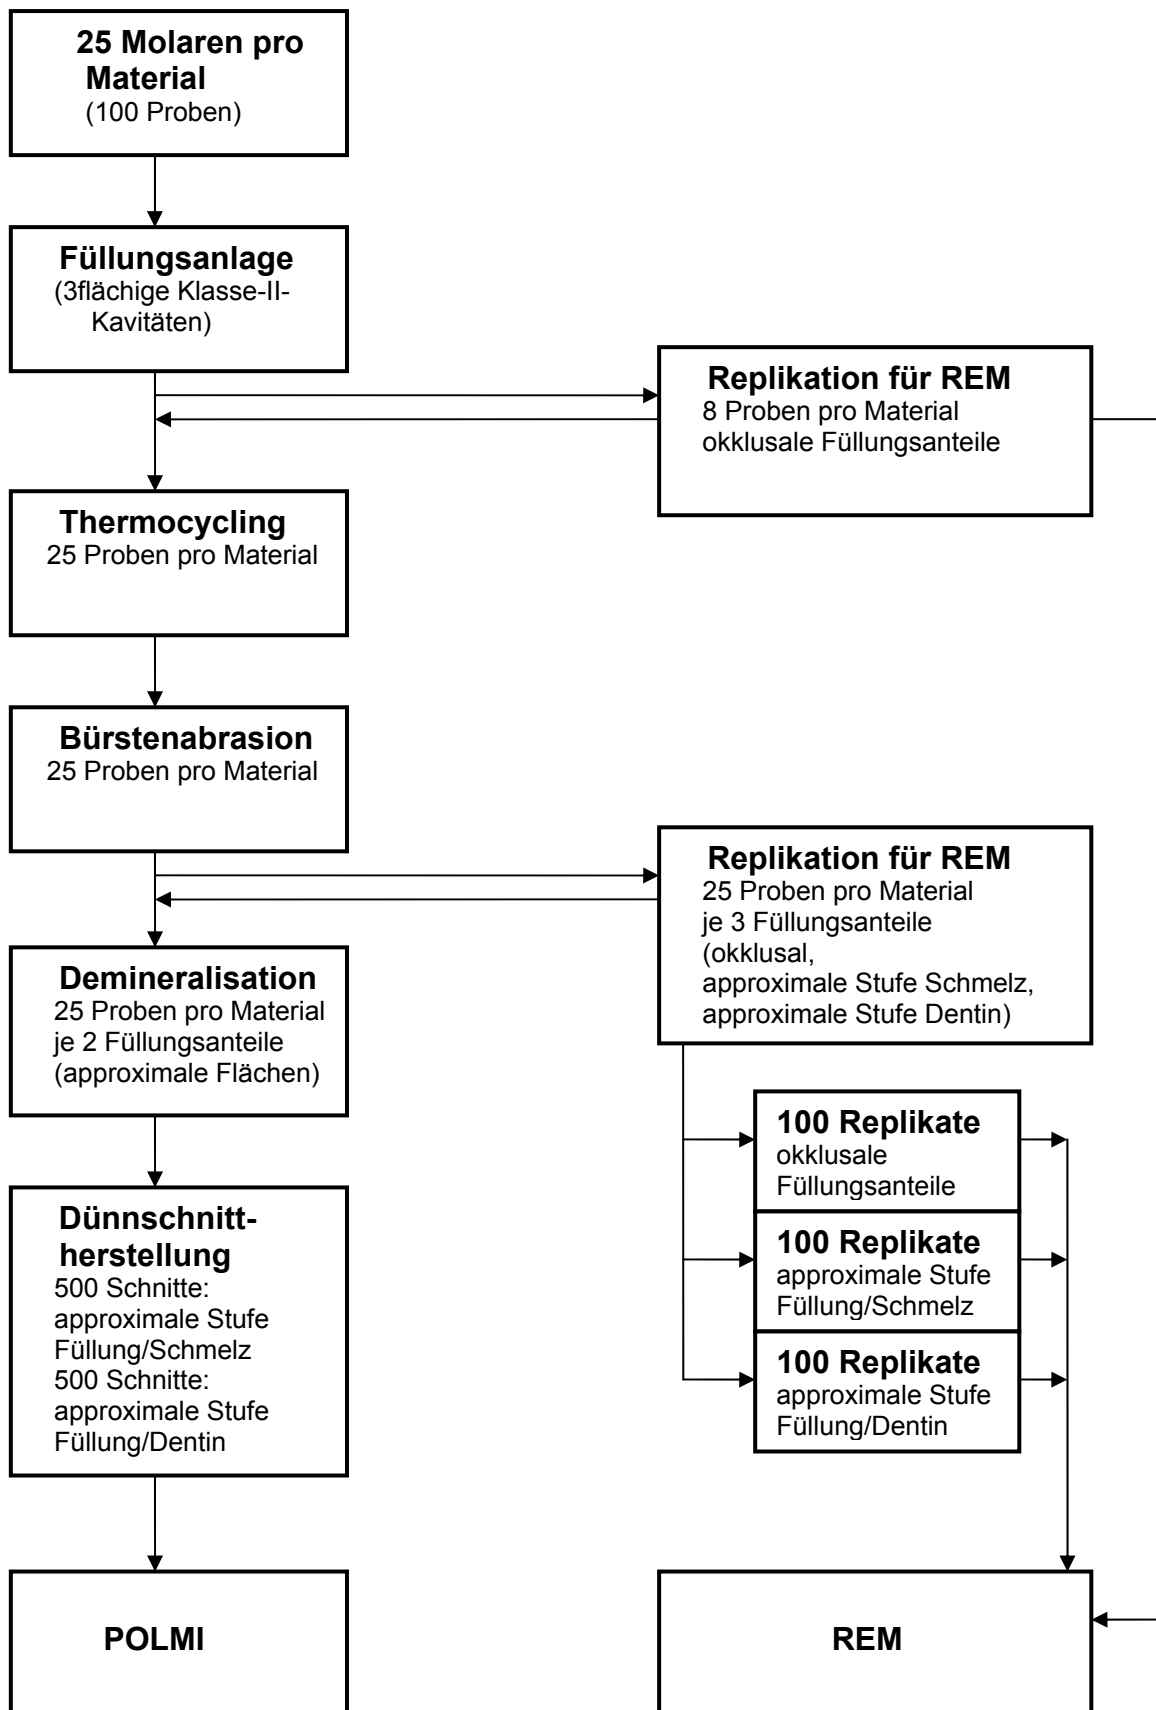 25 Molaren pro
Material
(100 Proben)
Füllungsanlage
(3flächige Klasse-II-
Kavitäten)
Replikation für REM
8 Proben pro Material
okklusale Füllungsanteile
Thermocycling
25 Proben pro Material
Bürstenabrasion
25 Proben pro Material
Replikation für REM
25 Proben pro Material
je 3 Füllungsanteile
(okklusal,
approximale Stufe Schmelz,
approximale Stufe Dentin)
Demineralisation
25 Proben pro Material
je 2 Füllungsanteile
(approximale Flächen)
100 Replikate
okklusale
Füllungsanteile
100 Replikate
approximale Stufe
Füllung/Schmelz
100 Replikate
approximale Stufe
Füllung/Dentin
Dünnschnitt-
herstellung
500 Schnitte:
approximale Stufe
Füllung/Schmelz
500 Schnitte:
approximale Stufe
Füllung/Dentin
POLMI
REM